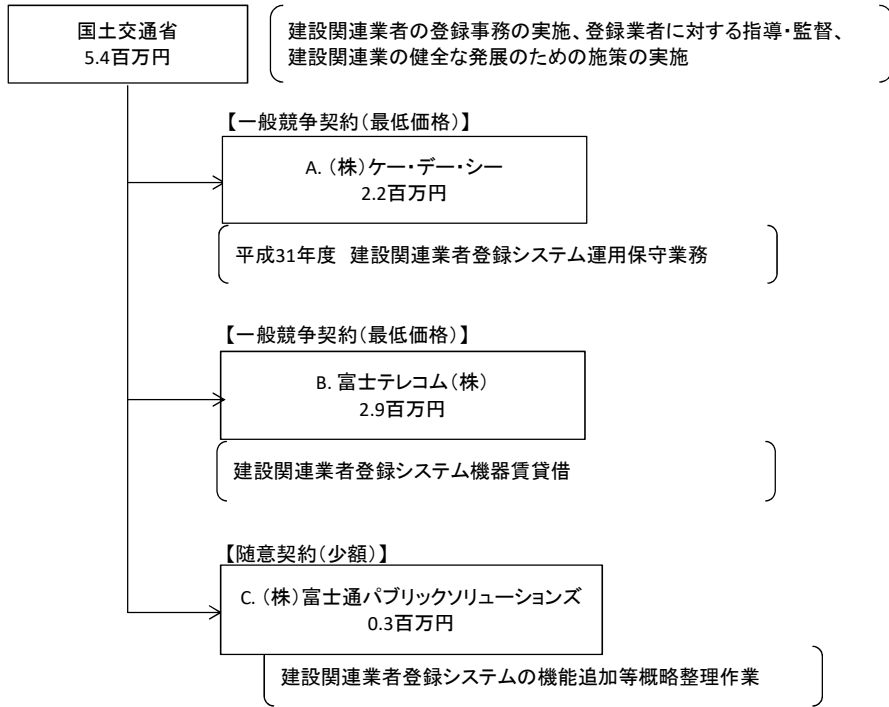 国土交通省
5.4百万円
建設関連業者の登録事務の実施、登録業者に対する指導・監督、
建設関連業の健全な発展のための施策の実施
【一般競争契約(最低価格)】
A. (株)ケー・デー・シー
2.2百万円
平成31年度 建設関連業者登録システム運用保守業務
【一般競争契約(最低価格)】
B. 富士テレコム(株)
2.9百万円
建設関連業者登録システム機器賃貸借
【随意契約(少額)】
C. (株)富士通パブリックソリューションズ
0.3百万円
建設関連業者登録システムの機能追加等概略整理作業